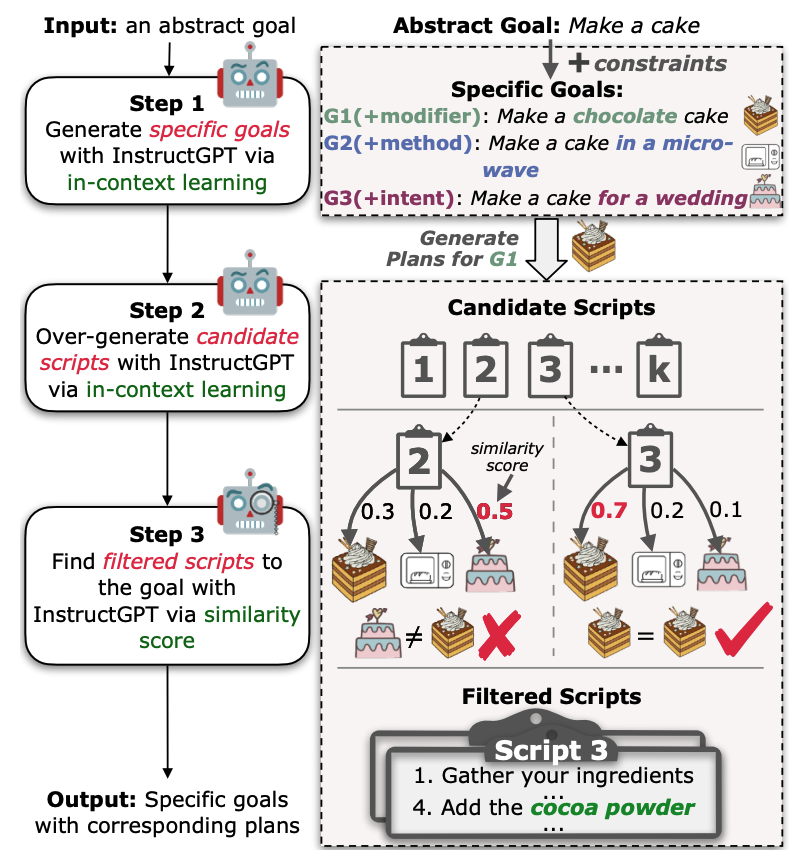 Input: an abstract goal
Step 1
Generate specific goals
with InstructGPT via
in-context learning
Step 2
Over-generate candidate
scripts with InstructGPT
via in-context learning
Step 3
Find filtered scripts to
the goal with
InstructGPT via similarity
score
Output: Specific goals
with corresponding plans
Abstract Goal: Make a cake
+ constraints
Specific Goals:
G1(+modifier): Make a chocolate cake
G2(+method): Make a cake in a micro-
wave
G3(+intent): Make a cake for a wedding
Generate
Plans for G1
Candidate Scripts
1 2 3 ... k
2
similarity
score
0.3 0.2 0.5
3
0.7 0.2 0.1
≠
=
Filtered Scripts
Script 3
1. Gather your ingredients
...
4. Add the cocoa powder
...